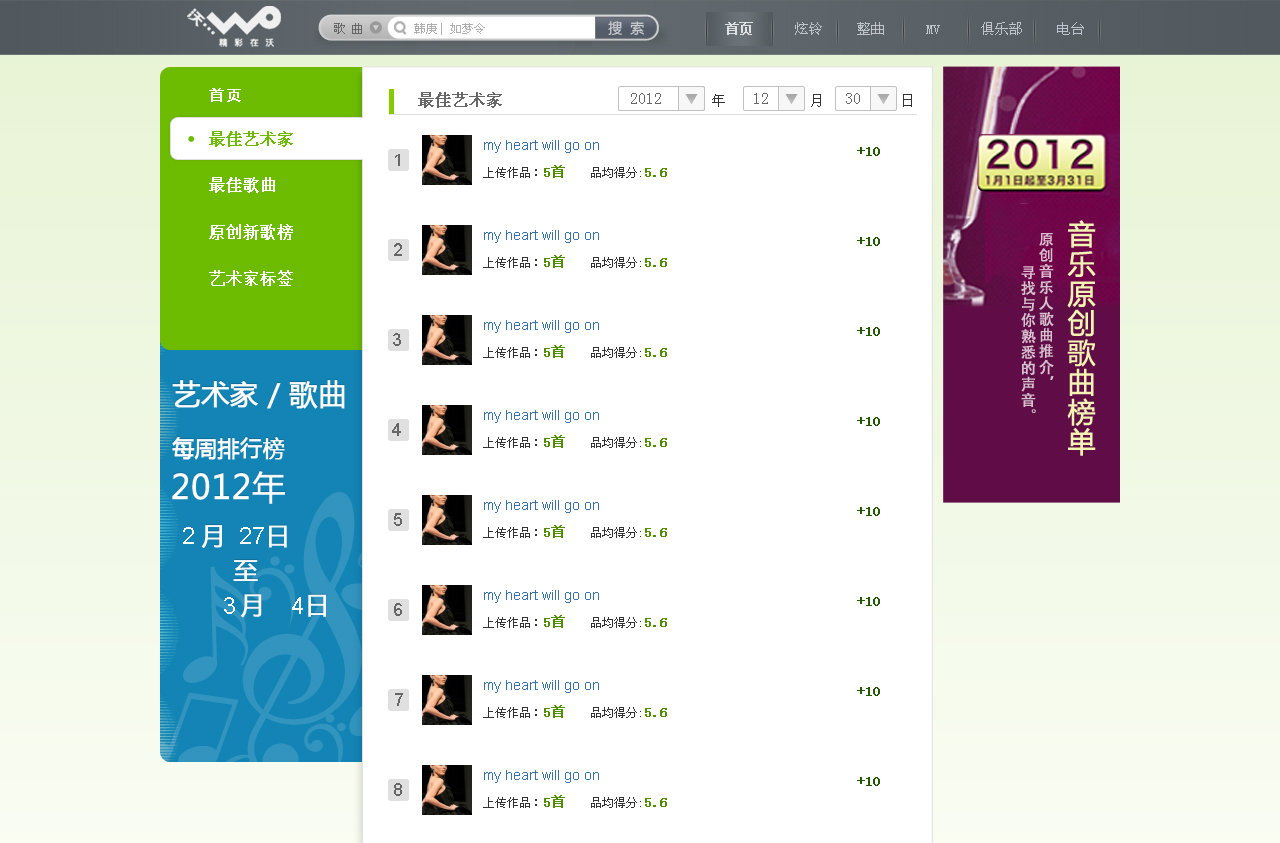 沃
精彩在沃
歌 曲
韩庚| 如梦令
搜 索
首页
炫铃
整曲
MV
俱乐部
电台
首页
最佳艺术家
最佳歌曲
原创新歌榜
艺术家标签
艺术家 / 歌曲
每周排行榜
2012年
2 月 27日
至
3 月 4日
最佳艺术家
2012 年 12 月 30 日
1
my heart will go on
+10
上传作品：5首 品均得分:5.6
2
my heart will go on
+10
上传作品：5首 品均得分:5.6
3
my heart will go on
+10
上传作品：5首 品均得分:5.6
4
my heart will go on
+10
上传作品：5首 品均得分:5.6
5
my heart will go on
+10
上传作品：5首 品均得分:5.6
6
my heart will go on
+10
上传作品：5首 品均得分:5.6
7
my heart will go on
+10
上传作品：5首 品均得分:5.6
8
my heart will go on
+10
上传作品：5首 品均得分:5.6
2012
1月1日起至3月31日
音乐原创歌曲榜单
原创音乐人歌曲推介，
寻找与你熟悉的声音。